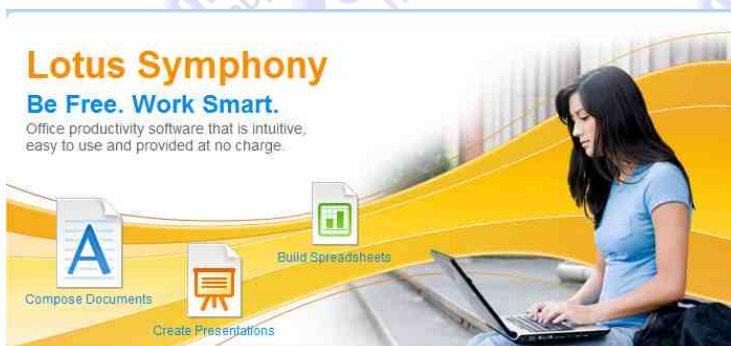 Lotus Symphony
Be Free. Work Smart.
Office productivity software that is intuitive,
easy to use and provided at no charge.
A
Build Spreadsheets
Compose Documents
Create Presentations